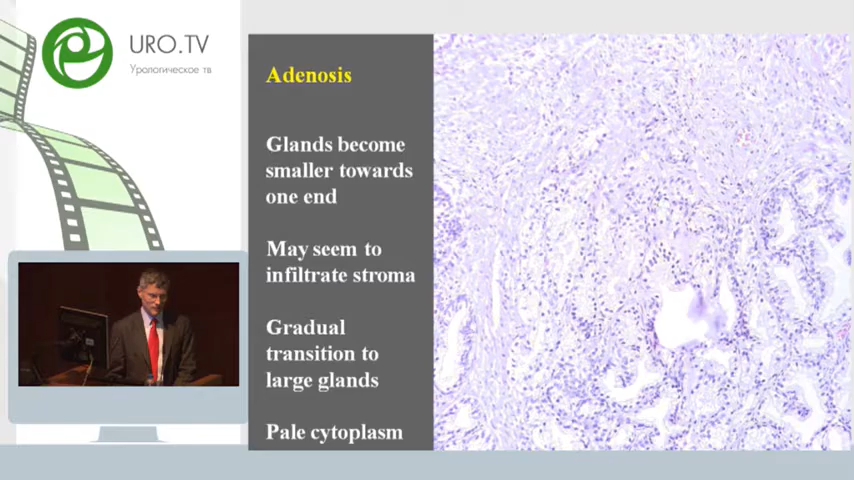 URO.TV
Урологическое тв
Adenosis
Glands become
smaller towards
one end
May seem to
infiltrate stroma
Gradual
transition to
large glands
Pale cytoplasm